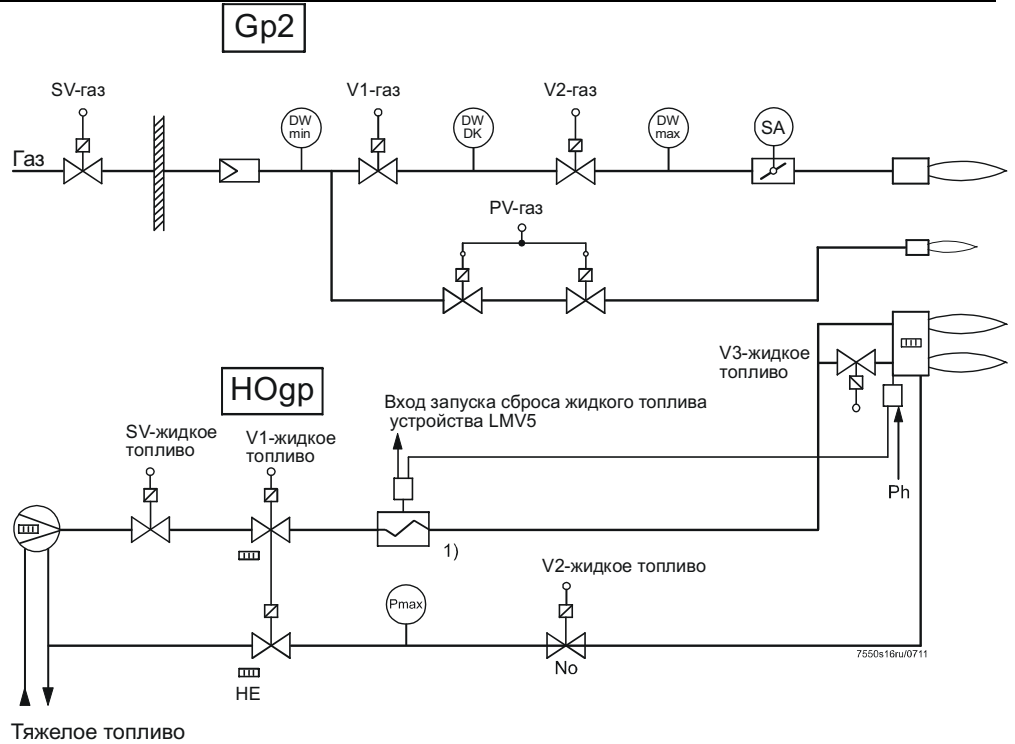 Gp2
SV-газ
V1-газ
V2-газ
DW
min
DW
DK
DW
max
SA
Газ
PV-газ
V3-жидкое
топливо
HOgp
Вход запуска сброса жидкого топлива
устройства LMV5
SV-жидкое
топливо
V1-жидкое
топливо
Ph
1)
V2-жидкое топливо
Pmax
No
7550s16ru/0711
HE
Тяжелое топливо